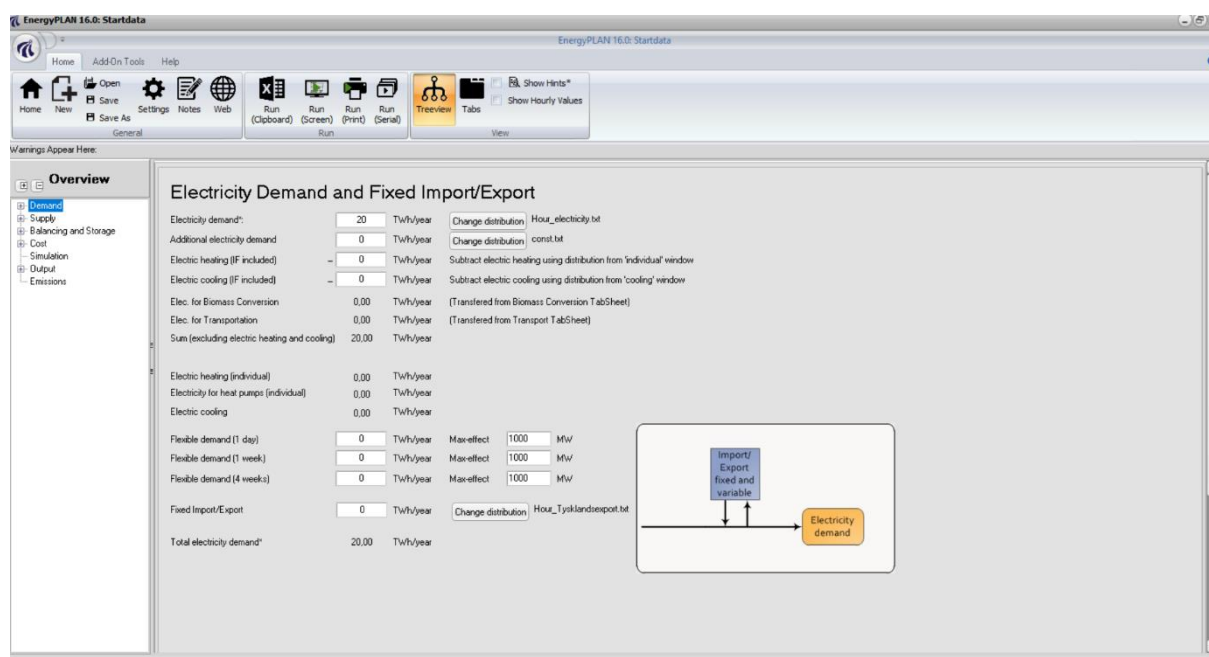 EnergyPLAN 16.0: Startdata
EnergyPLAN 16.0: Startdata
Home Add-On Tools Help
Home New Open Save Save As Settings Notes Web Run (Clipboard) Run (Screen) Run (Print) Run (Serial) Treeview Tabs Show Hints* Show Hourly Values
General Run View
Warnings Appear Here:
Overview
Demand
Supply
Balancing and Storage
Cost
Simulation
Output
Emissions
Electricity Demand and Fixed Import/Export
Electricity demand*: 20 TWh/year Change distribution Hour_electricity.txt
Additional electricity demand 0 TWh/year Change distribution const.txt
Electric heating (IF included) – 0 TWh/year Subtract electric heating using distribution from 'individual' window
Electric cooling (IF included) – 0 TWh/year Subtract electric cooling using distribution from 'cooling' window
Elec. for Biomass Conversion 0,00 TWh/year (Transfered from Biomass Conversion TabSheet)
Elec. for Transportation 0,00 TWh/year (Transfered from Transport TabSheet)
Sum (excluding electric heating and cooling) 20,00 TWh/year
Electric heating (individual) 0,00 TWh/year
Electricity for heat pumps (individual) 0,00 TWh/year
Electric cooling 0,00 TWh/year
Flexible demand (1 day) 0 TWh/year Max-effect 1000 MW
Flexible demand (1 week) 0 TWh/year Max-effect 1000 MW
Flexible demand (4 weeks) 0 TWh/year Max-effect 1000 MW
Fixed Import/Export 0 TWh/year Change distribution Hour_Tysklandsexport.txt
Total electricity demand* 20,00 TWh/year
Import/
Export
fixed and
variable
Electricity
demand